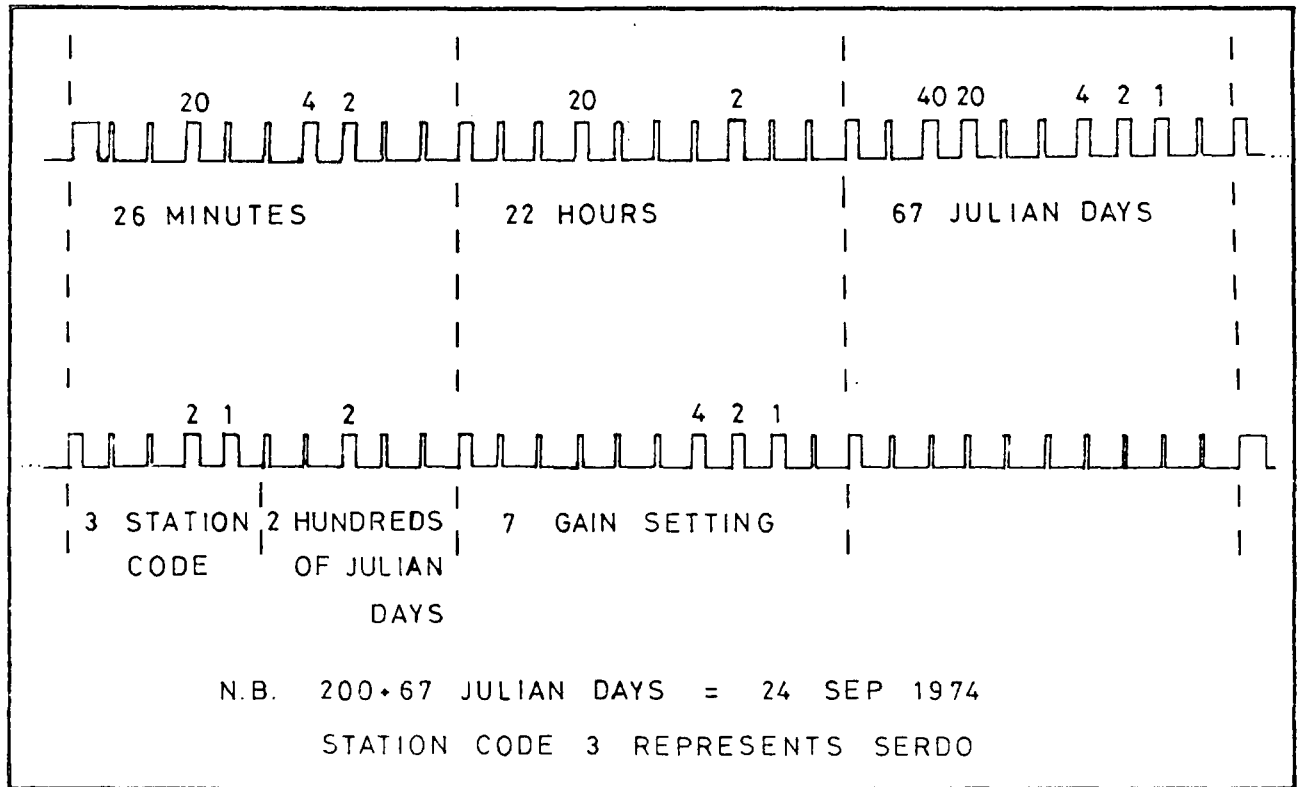 20 4 2 20 2 40 20 4 2 1
26 MINUTES 22 HOURS 67 JULIAN DAYS
2 1 2 4 2 1
3 STATION 2 HUNDREDS 7 GAIN SETTING
CODE OF JULIAN
DAYS
N.B. 200+67 JULIAN DAYS = 24 SEP 1974
STATION CODE 3 REPRESENTS SERDO